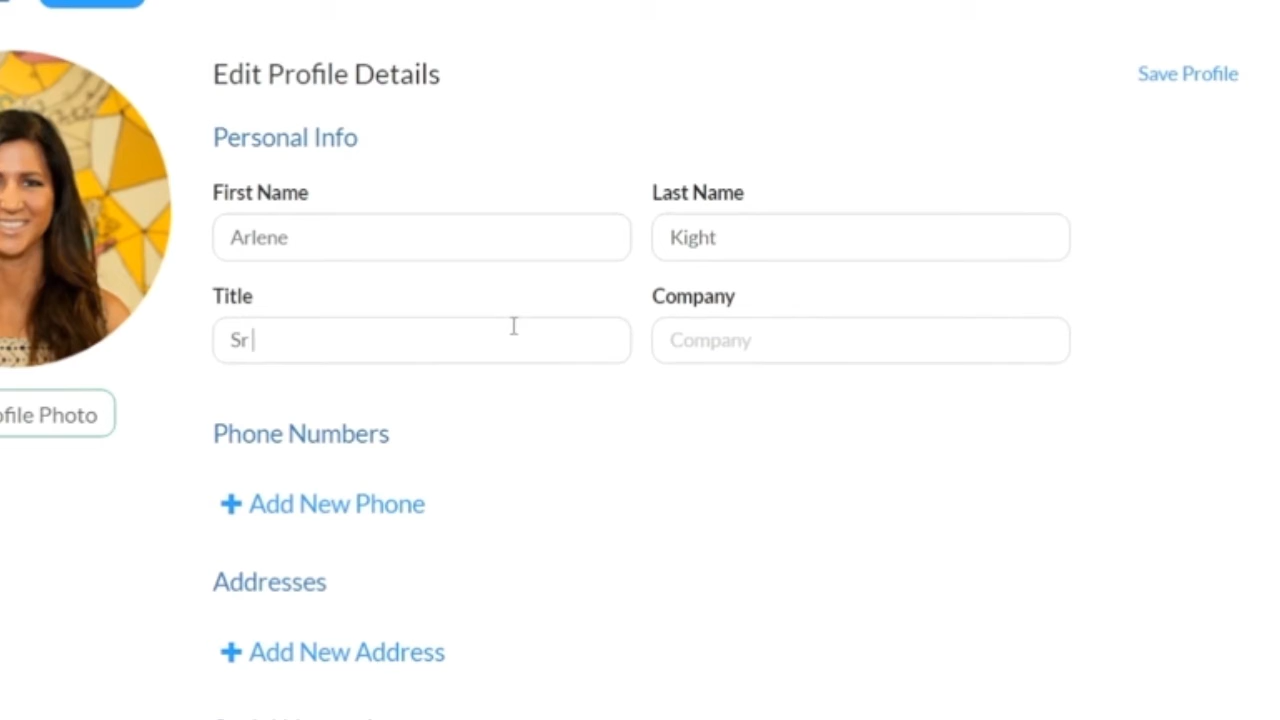 Edit Profile Details
Save Profile
Personal Info
First Name
Last Name
Arlene
Kight
Title
Company
Sr
Company
Photo
Phone Numbers
+ Add New Phone
Addresses
+ Add New Address